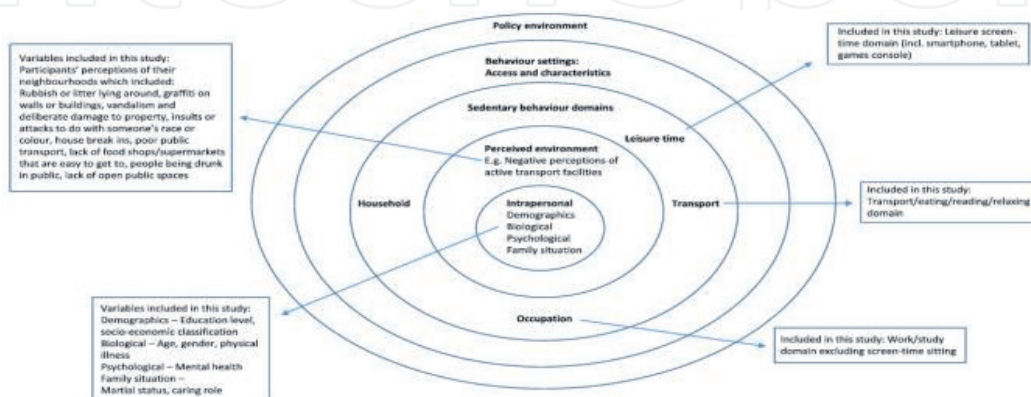 Policy environment
Behaviour settings:
Access and characteristics
Sedentary behaviour domains
Leisure time
Perceived environment
E.g. Negative perceptions of
active transport facilities
Household
Transport
Intrapersonal
Demographics
Biological
Psychological
Family situation
Occupation
Variables included in this study:
Participants' perceptions of their
neighbourhoods which included:
Rubbish or litter lying around, graffiti on
walls or buildings, vandalism and
deliberate damage to property, insults or
attacks to do with someone's race or
colour, house break ins, poor public
transport, lack of food shops/supermarkets
that are easy to get to, people being drunk
in public, lack of open public spaces
Variables included in this study:
Demographics – Education level,
socio-economic classification
Biological – Age, gender, physical
illness
Psychological – Mental health
Family situation –
Martial status, caring role
Included in this study: Leisure screen-
time domain (incl. smartphone, tablet,
games console)
Included in this study:
Transport/eating/reading/relaxing
domain
Included in this study: Work/study
domain excluding screen-time sitting